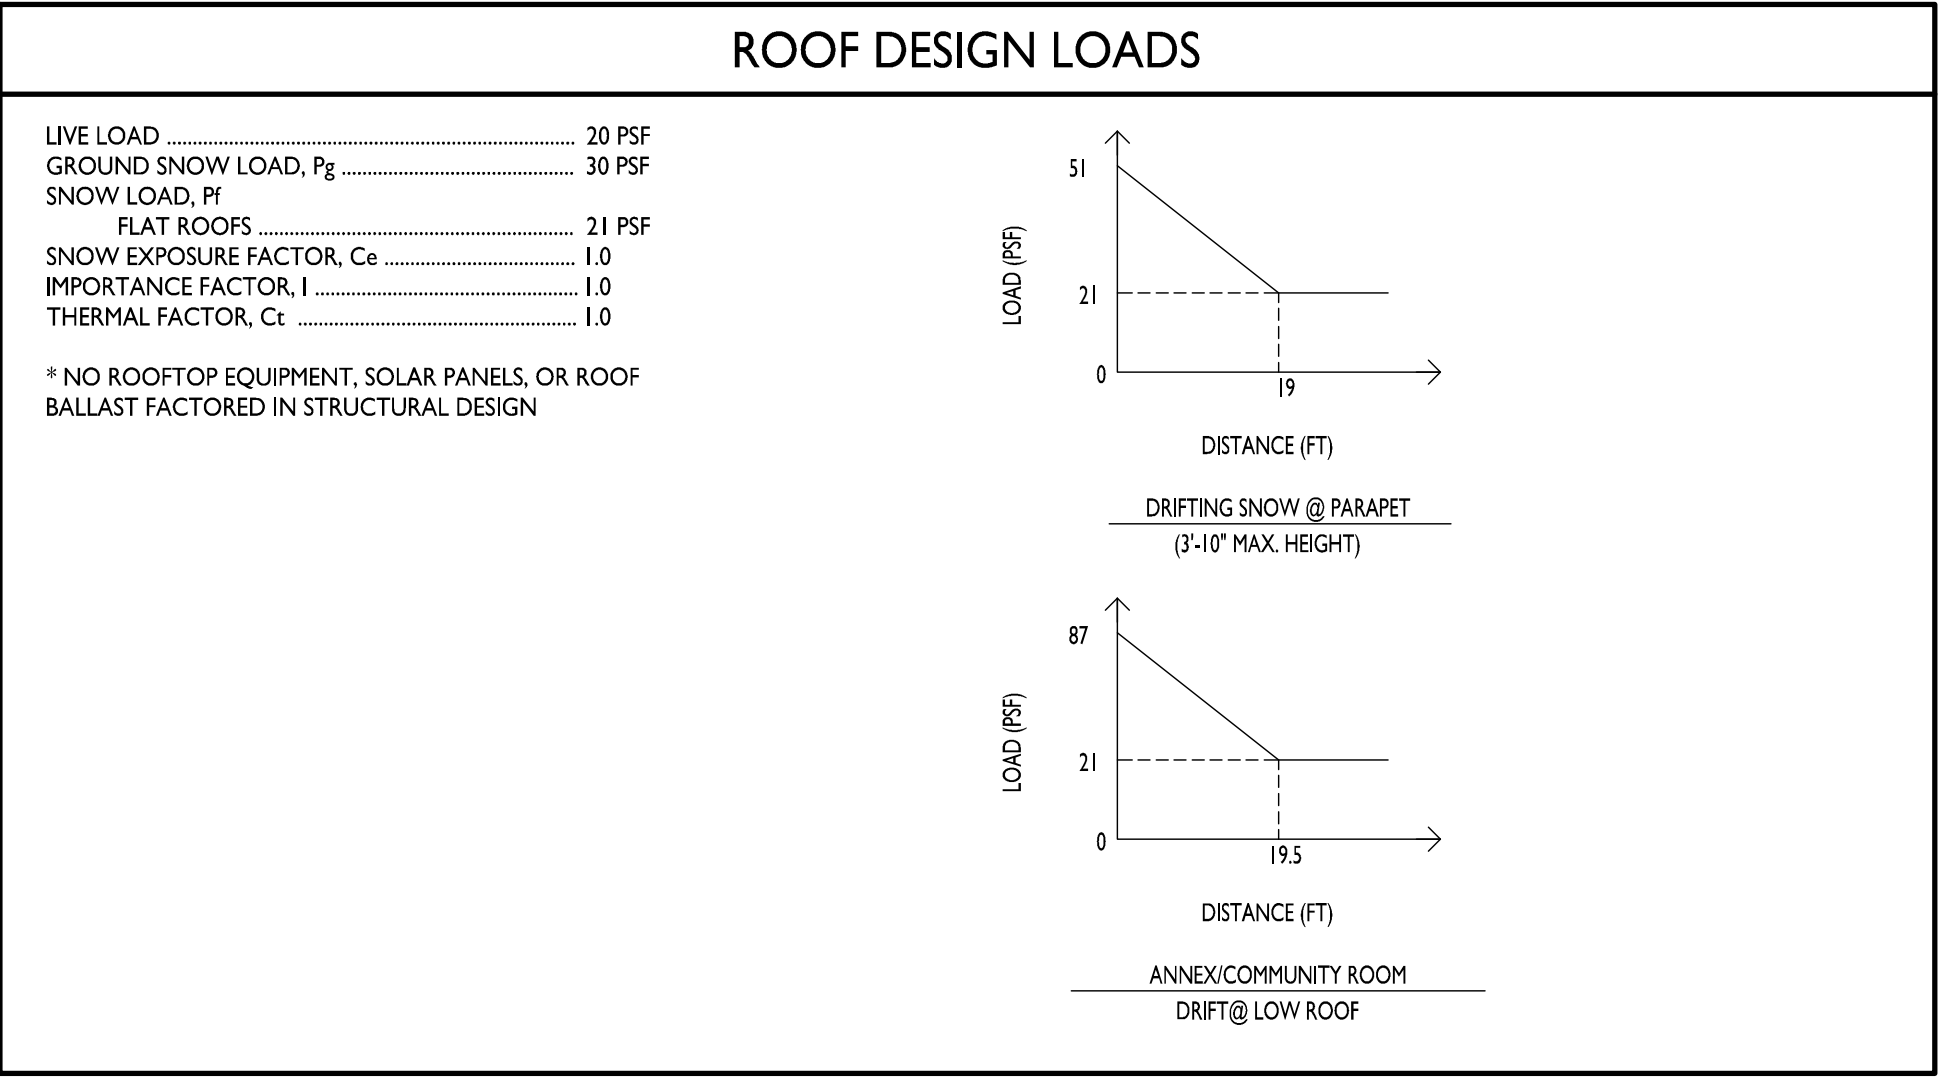 ROOF DESIGN LOADS
LIVE LOAD ........ 20 PSF
GROUND SNOW LOAD, Pg ........ 30 PSF
SNOW LOAD, Pf
FLAT ROOFS ........ 21 PSF
SNOW EXPOSURE FACTOR, Ce ........ 1.0
IMPORTANCE FACTOR, I ........ 1.0
THERMAL FACTOR, Ct ........ 1.0
* NO ROOFTOP EQUIPMENT, SOLAR PANELS, OR ROOF
BALLAST FACTORED IN STRUCTURAL DESIGN
51
LOAD (PSF)
21
0
19
DISTANCE (FT)
DRIFTING SNOW @ PARAPET
(3'-10" MAX. HEIGHT)
87
LOAD (PSF)
21
0
19.5
DISTANCE (FT)
ANNEX/COMMUNITY ROOM
DRIFT@ LOW ROOF